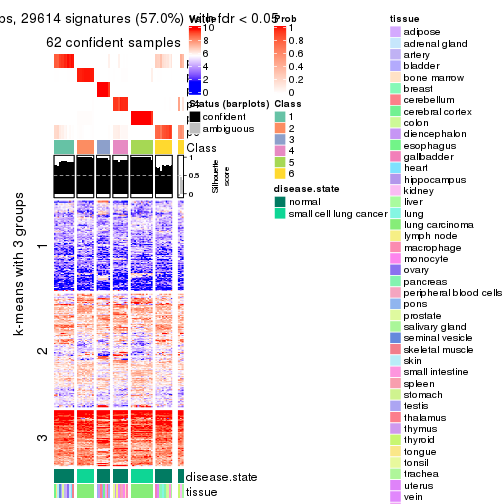 ps, 29614 signatures (57.0%) with fdr < 0.05
62 confident samples
Class
1
0.5
0
Silhouette
score
k-means with 3 groups
1
2
3
disease.state
tissue
Value
10
8
6
4
2
0
Status (barplots)
confident
ambiguous
Prob
1
0.8
0.6
0.4
0.2
0
Class
1
2
3
4
5
6
disease.state
normal
small cell lung cancer
tissue
adipose
adrenal gland
artery
bladder
bone marrow
breast
cerebellum
cerebral cortex
colon
diencephalon
esophagus
gallbladder
heart
hippocampus
kidney
liver
lung
lung carcinoma
lymph node
macrophage
monocyte
ovary
pancreas
peripheral blood cells
pons
prostate
salivary gland
seminal vesicle
skeletal muscle
skin
small intestine
spleen
stomach
testis
thalamus
thymus
thyroid
tongue
tonsil
trachea
uterus
vein